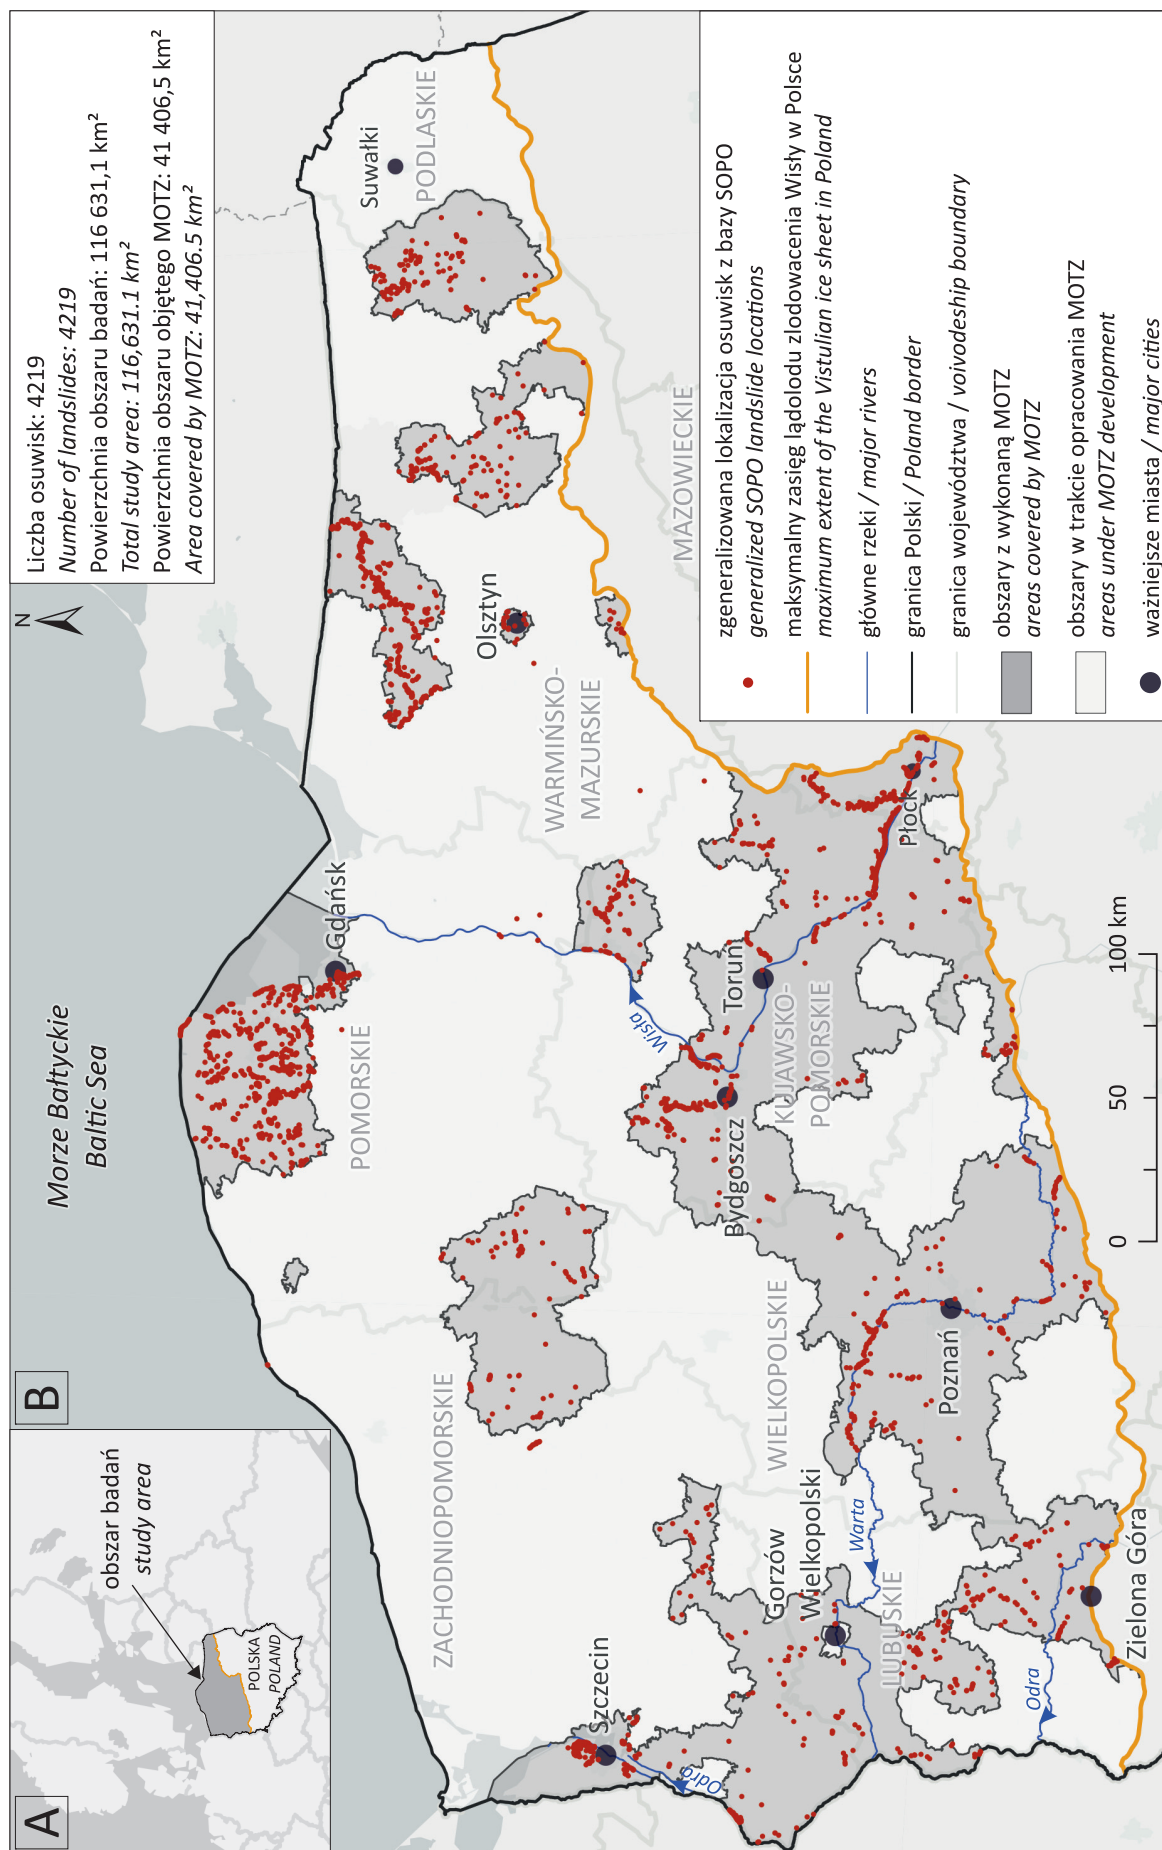 A
obszar badań
study area
POLSKA
POLAND
B
Morze Bałtyckie
Baltic Sea
N
Liczba osuwisk: 4219
Number of landslides: 4219
Powierzchnia obszaru badań: 116 631,1 km²
Total study area: 116,631.1 km²
Powierzchnia obszaru objętego MOTZ: 41 406,5 km²
Area covered by MOTZ: 41,406.5 km²
Gdańsk
Suwałki
PODLASKIE
POMORSKIE
ZACHODNIOPOMORSKIE
Olsztyn
WARMIŃSKO-
MAZURSKIE
Szczecin
Odra
Wisła
MAZOWIECKIE
Bydgoszcz
Toruń
KUJAWSKO-
POMORSKIE
WIELKOPOLSKIE
Gorzów
Wielkopolski
Warta
LUBUSKIE
Płock
Poznań
Odra
Zielona Góra
0
50
100 km
zgeneralizowana lokalizacja osuwisk z bazy SOPO
generalized SOPO landslide locations
maksymalny zasięg lądolodu zlodowacenia Wisły w Polsce
maximum extent of the Vistulian ice sheet in Poland
główne rzeki / major rivers
granica Polski / Poland border
granica województwa / voivodeship boundary
obszary z wykonaną MOTZ
areas covered by MOTZ
obszary w trakcie opracowania MOTZ
areas under MOTZ development
ważniejsze miasta / major cities